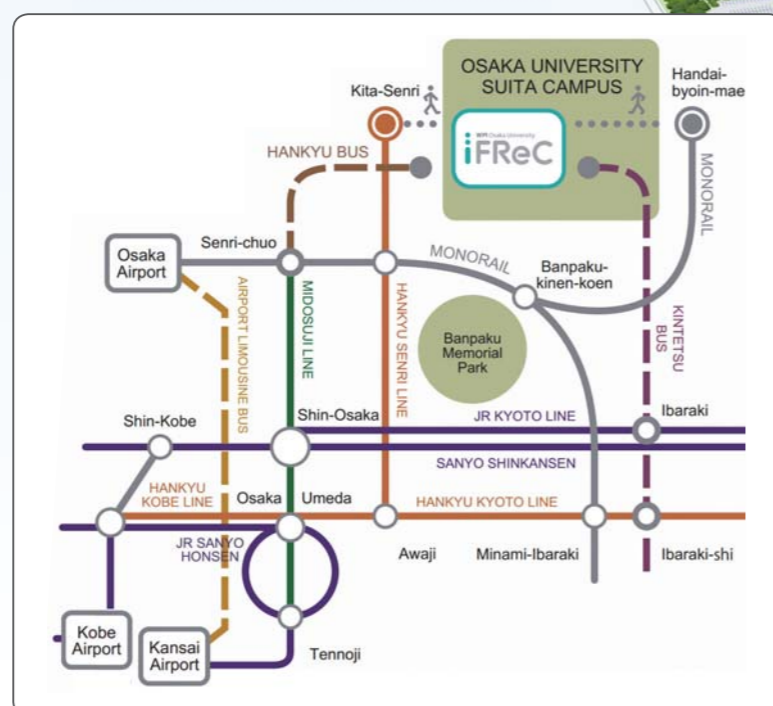 OSAKA UNIVERSITY
SUITA CAMPUS
Handai-
byoin-mae
Kita-Senri
WPI Osaka University
iFReC
HANKYU BUS
MONORAIL
Osaka
Airport
Senri-chuo
MONORAIL
Banpaku-
kinen-koen
AIRPORT LIMOUSINE BUS
MIDOSUJI LINE
HANKYU SENRI LINE
Banpaku
Memorial
Park
KINTETSU
BUS
Shin-Kobe
Shin-Osaka
JR KYOTO LINE
Ibaraki
SANYO SHINKANSEN
HANKYU
KOBE LINE
Osaka
Umeda
HANKYU KYOTO LINE
JR SANYO
HONSEN
Awaji
Minami-Ibaraki
Ibaraki-shi
Kobe
Airport
Kansai
Airport
Tennoji